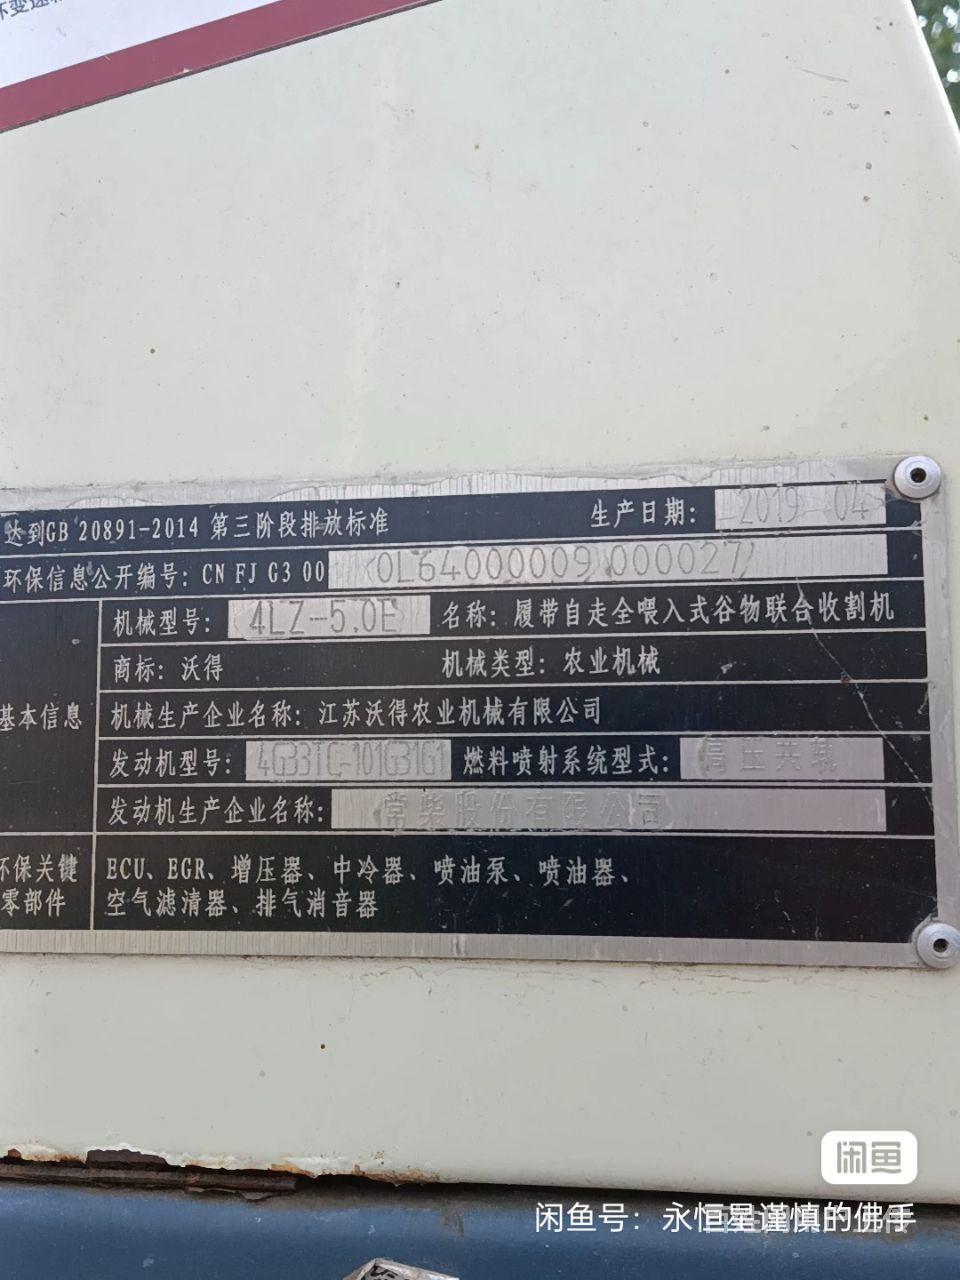 达到GB 20891-2014 第三阶段排放标准 生产日期: 2019 04
环保信息公开编号: CN FJ G3 00 0L64000009 000027
机械型号: 4LZ-5.0E 名称: 履带自走全喂入式谷物联合收割机
商标: 沃得 机械类型: 农业机械
基本信息
机械生产企业名称: 江苏沃得农业机械有限公司
发动机型号: 4G33TC-101G31G1 燃料喷射系统型式: 高压共轨
发动机生产企业名称: 常柴股份有限公司
环保关键零部件
ECU、EGR、增压器、中冷器、喷油泵、喷油器、
空气滤清器、排气消音器
闲鱼
闲鱼号: 永恒星谨慎的佛手